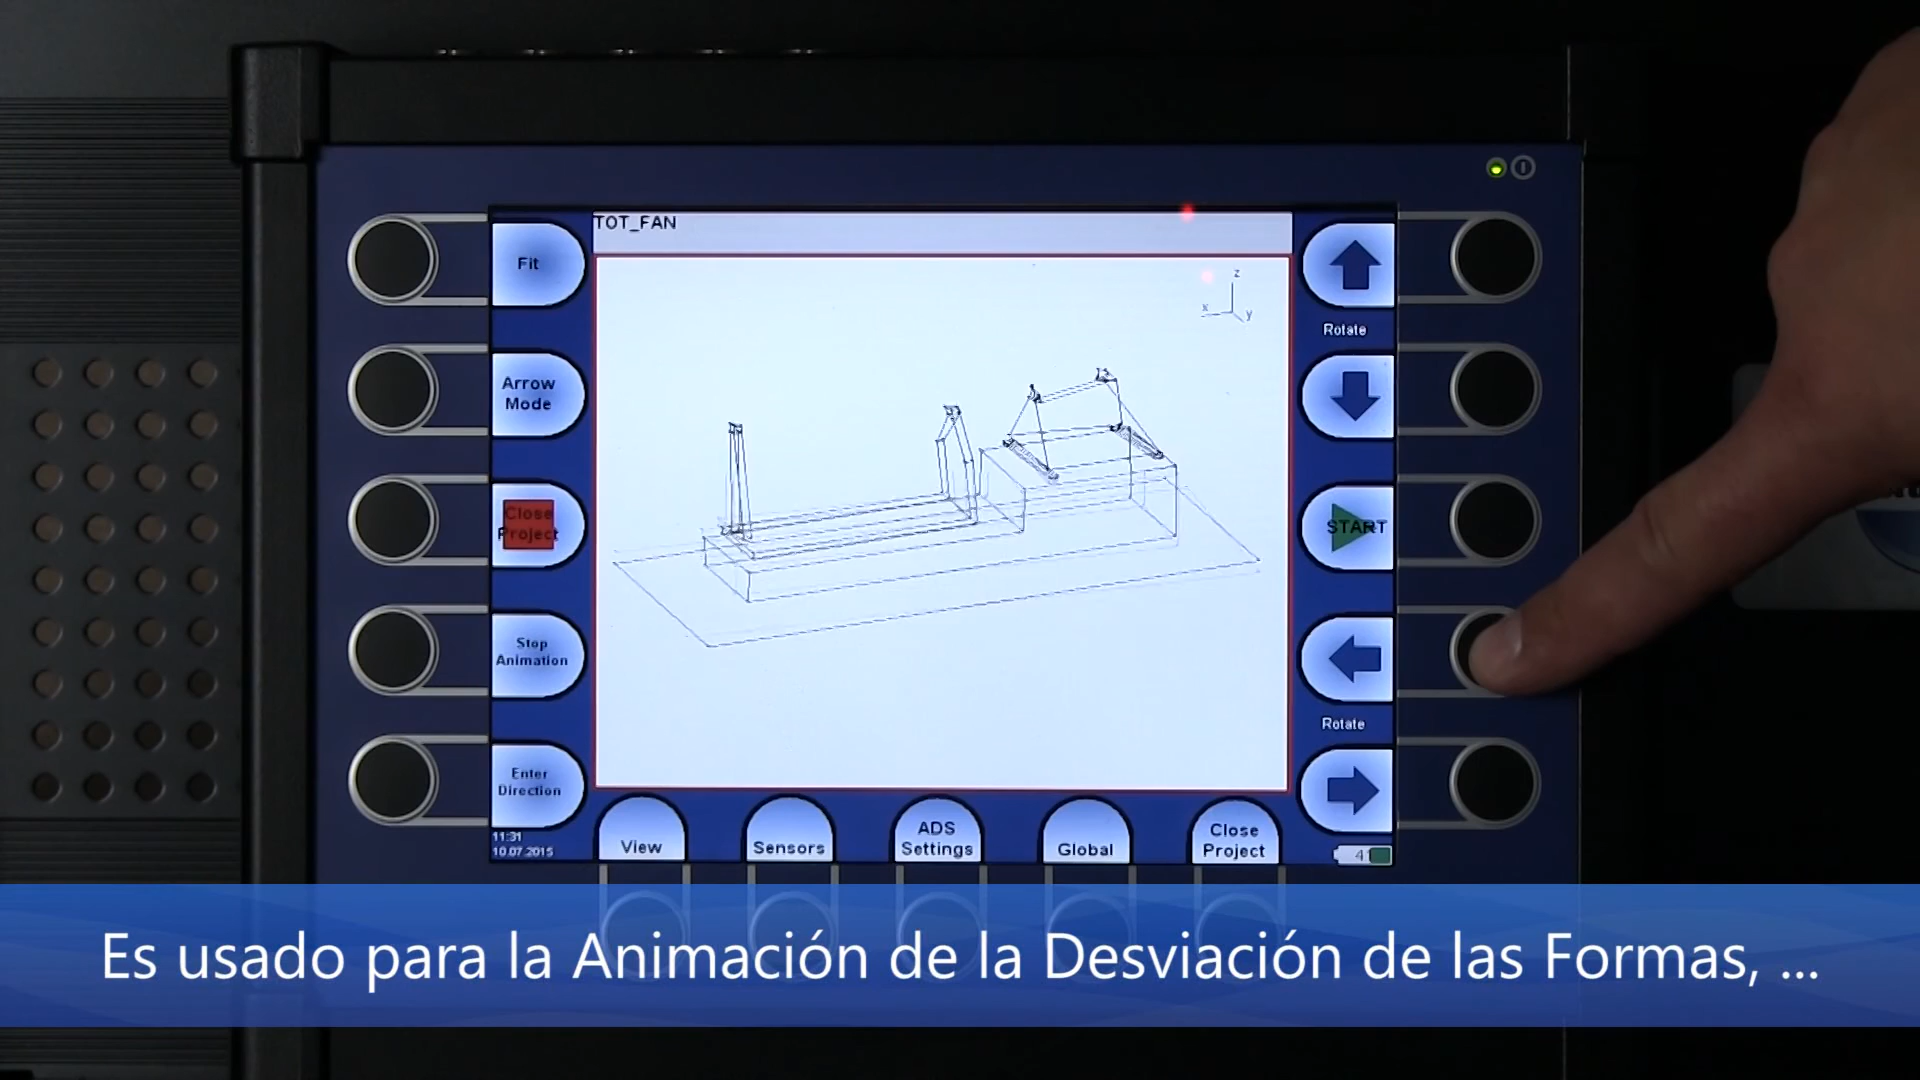 TOT_FAN
Fit
z
x
y
Rotate
Arrow
Mode
Close
Project
START
Stop
Animation
Rotate
Enter
Direction
11:31
10.07.2015
View
Sensors
ADS
Settings
Global
Close
Project
41
Es usado para la Animación de la Desviación de las Formas, ...